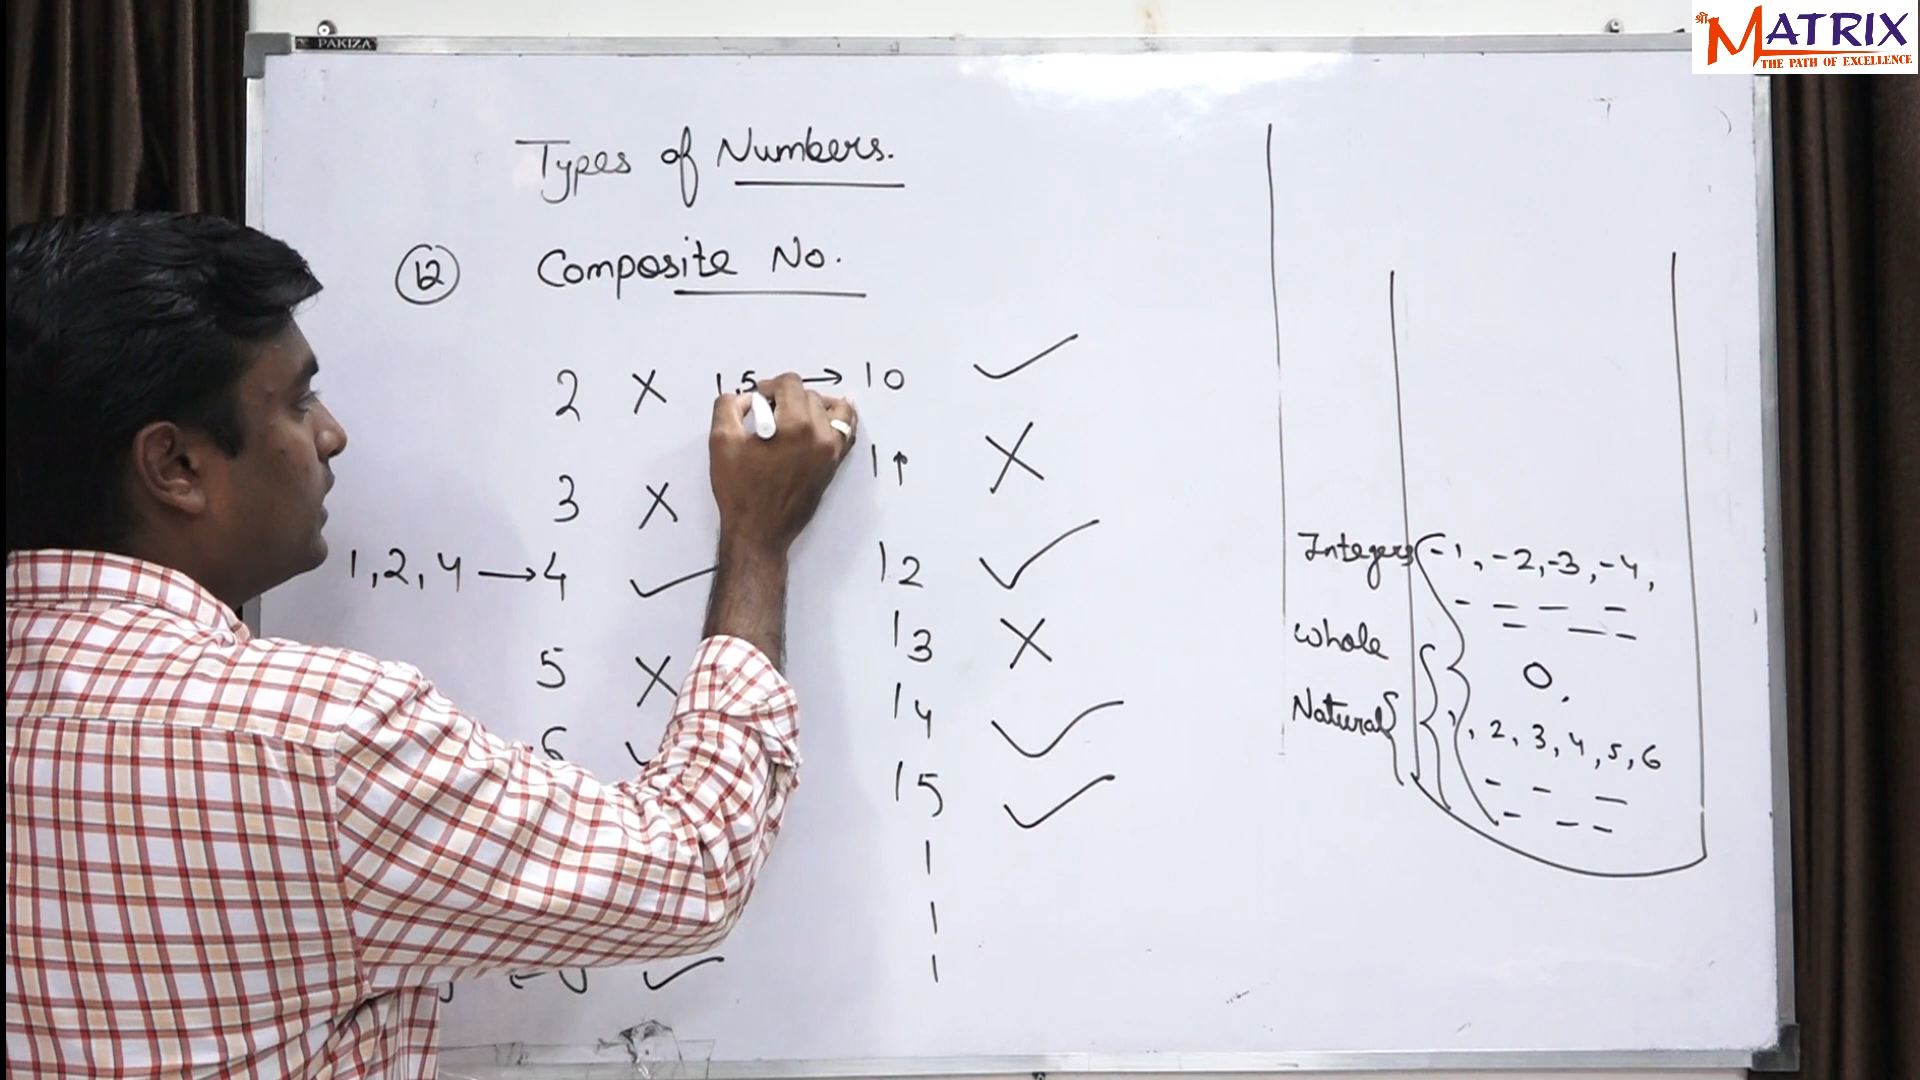 PAKIZA
श्री MATRIX
THE PATH OF EXCELLENCE
Types of Numbers.
12 Composite No.
2 X 1,5 → 10 ✓
3 X 11 X
1, 2, 4 → 4 ✓ 12 ✓
5 X 13 X
6 14 ✓
15 ✓
Integers -1, -2, -3, -4,
Whole 0,
Natural 1, 2, 3, 4, 5, 6